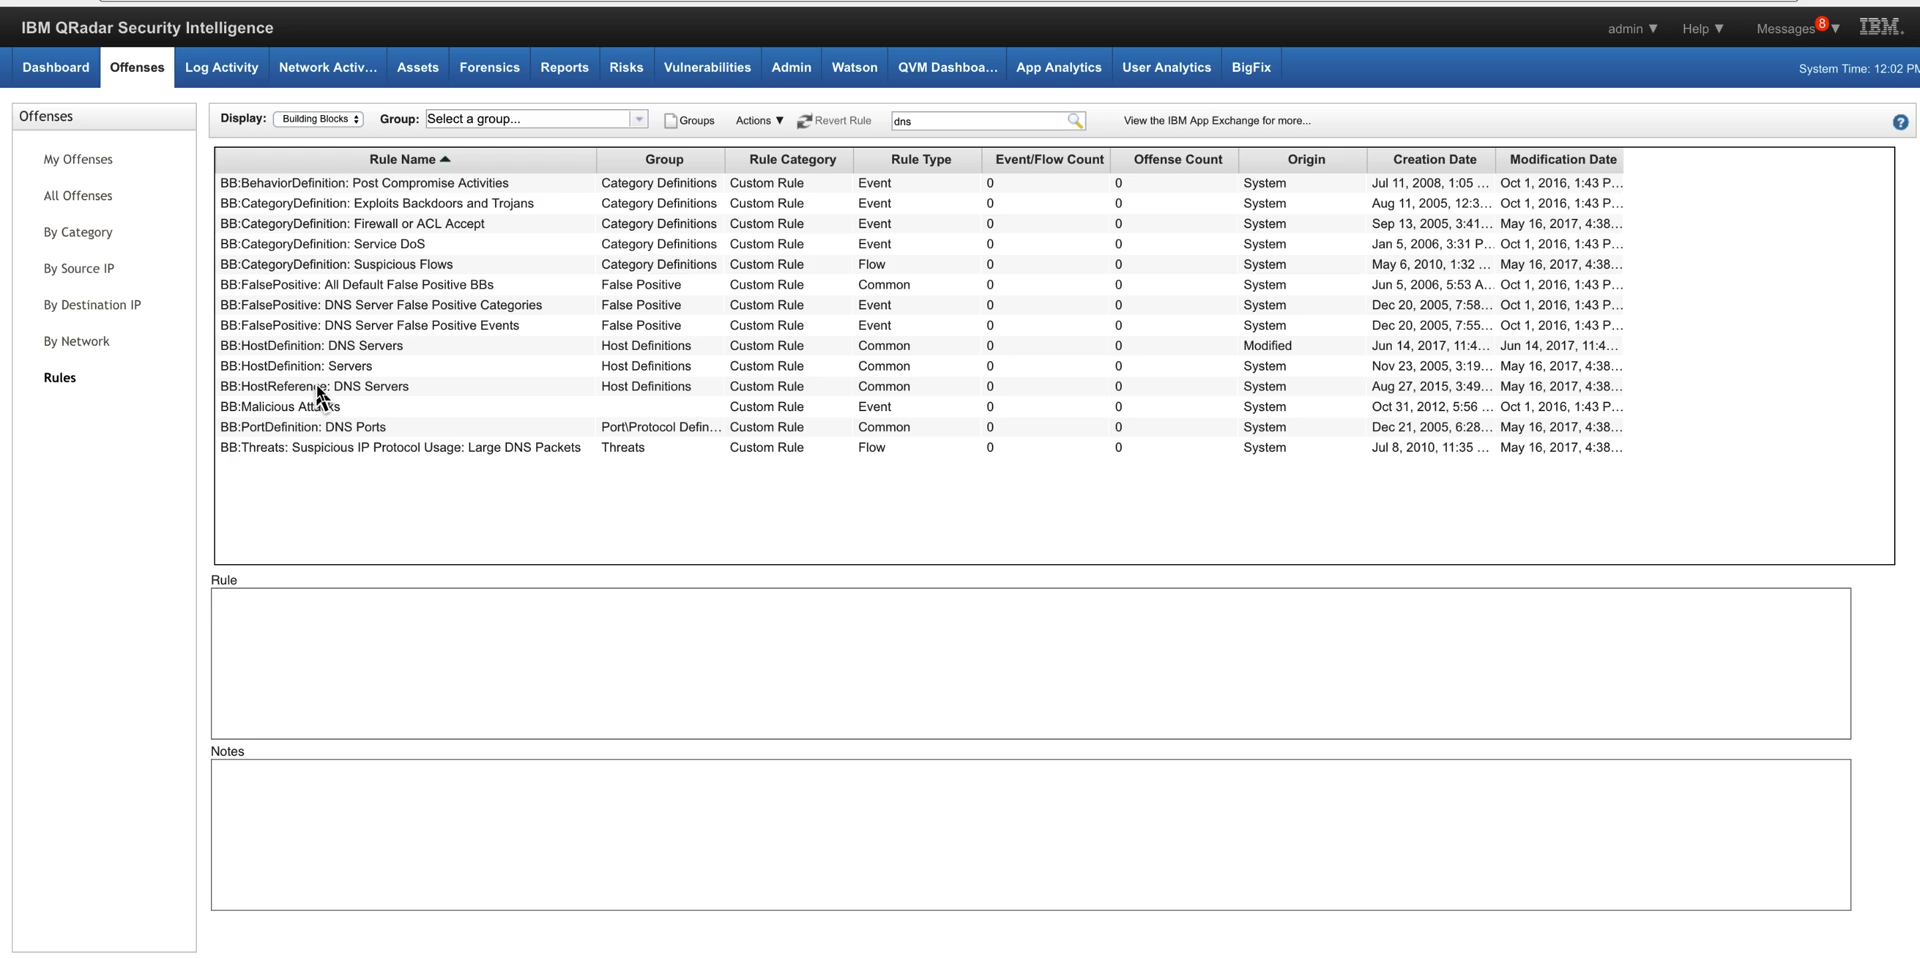 IBM QRadar Security Intelligence
admin ▼ Help ▼ Messages 8 ▼ IBM.
Dashboard Offenses Log Activity Network Activ... Assets Forensics Reports Risks Vulnerabilities Admin Watson QVM Dashboa... App Analytics User Analytics BigFix
System Time: 12:02 PM
Offenses
My Offenses
All Offenses
By Category
By Source IP
By Destination IP
By Network
Rules
Display: Building Blocks Group: Select a group... Groups Actions ▼ Revert Rule dns View the IBM App Exchange for more... ?
Rule Name Group Rule Category Rule Type Event/Flow Count Offense Count Origin Creation Date Modification Date
BB:BehaviorDefinition: Post Compromise Activities Category Definitions Custom Rule Event 0 0 System Jul 11, 2008, 1:05 ... Oct 1, 2016, 1:43 P...
BB:CategoryDefinition: Exploits Backdoors and Trojans Category Definitions Custom Rule Event 0 0 System Aug 11, 2005, 12:3... Oct 1, 2016, 1:43 P...
BB:CategoryDefinition: Firewall or ACL Accept Category Definitions Custom Rule Event 0 0 System Sep 13, 2005, 3:41... May 16, 2017, 4:38...
BB:CategoryDefinition: Service DoS Category Definitions Custom Rule Event 0 0 System Jan 5, 2006, 3:31 P... Oct 1, 2016, 1:43 P...
BB:CategoryDefinition: Suspicious Flows Category Definitions Custom Rule Flow 0 0 System May 6, 2010, 1:32 ... May 16, 2017, 4:38...
BB:FalsePositive: All Default False Positive BBs False Positive Custom Rule Common 0 0 System Jun 5, 2006, 5:53 A... Oct 1, 2016, 1:43 P...
BB:FalsePositive: DNS Server False Positive Categories False Positive Custom Rule Event 0 0 System Dec 20, 2005, 7:58... Oct 1, 2016, 1:43 P...
BB:FalsePositive: DNS Server False Positive Events False Positive Custom Rule Event 0 0 System Dec 20, 2005, 7:55... Oct 1, 2016, 1:43 P...
BB:HostDefinition: DNS Servers Host Definitions Custom Rule Common 0 0 Modified Jun 14, 2017, 11:4... Jun 14, 2017, 11:4...
BB:HostDefinition: Servers Host Definitions Custom Rule Common 0 0 System Nov 23, 2005, 3:19... May 16, 2017, 4:38...
BB:HostReference: DNS Servers Host Definitions Custom Rule Common 0 0 System Aug 27, 2015, 3:49... May 16, 2017, 4:38...
BB:Malicious Attacks Custom Rule Event 0 0 System Oct 31, 2012, 5:56 ... Oct 1, 2016, 1:43 P...
BB:PortDefinition: DNS Ports Port\Protocol Defin... Custom Rule Common 0 0 System Dec 21, 2005, 6:28... May 16, 2017, 4:38...
BB:Threats: Suspicious IP Protocol Usage: Large DNS Packets Threats Custom Rule Flow 0 0 System Jul 8, 2010, 11:35 ... May 16, 2017, 4:38...
Rule
Notes